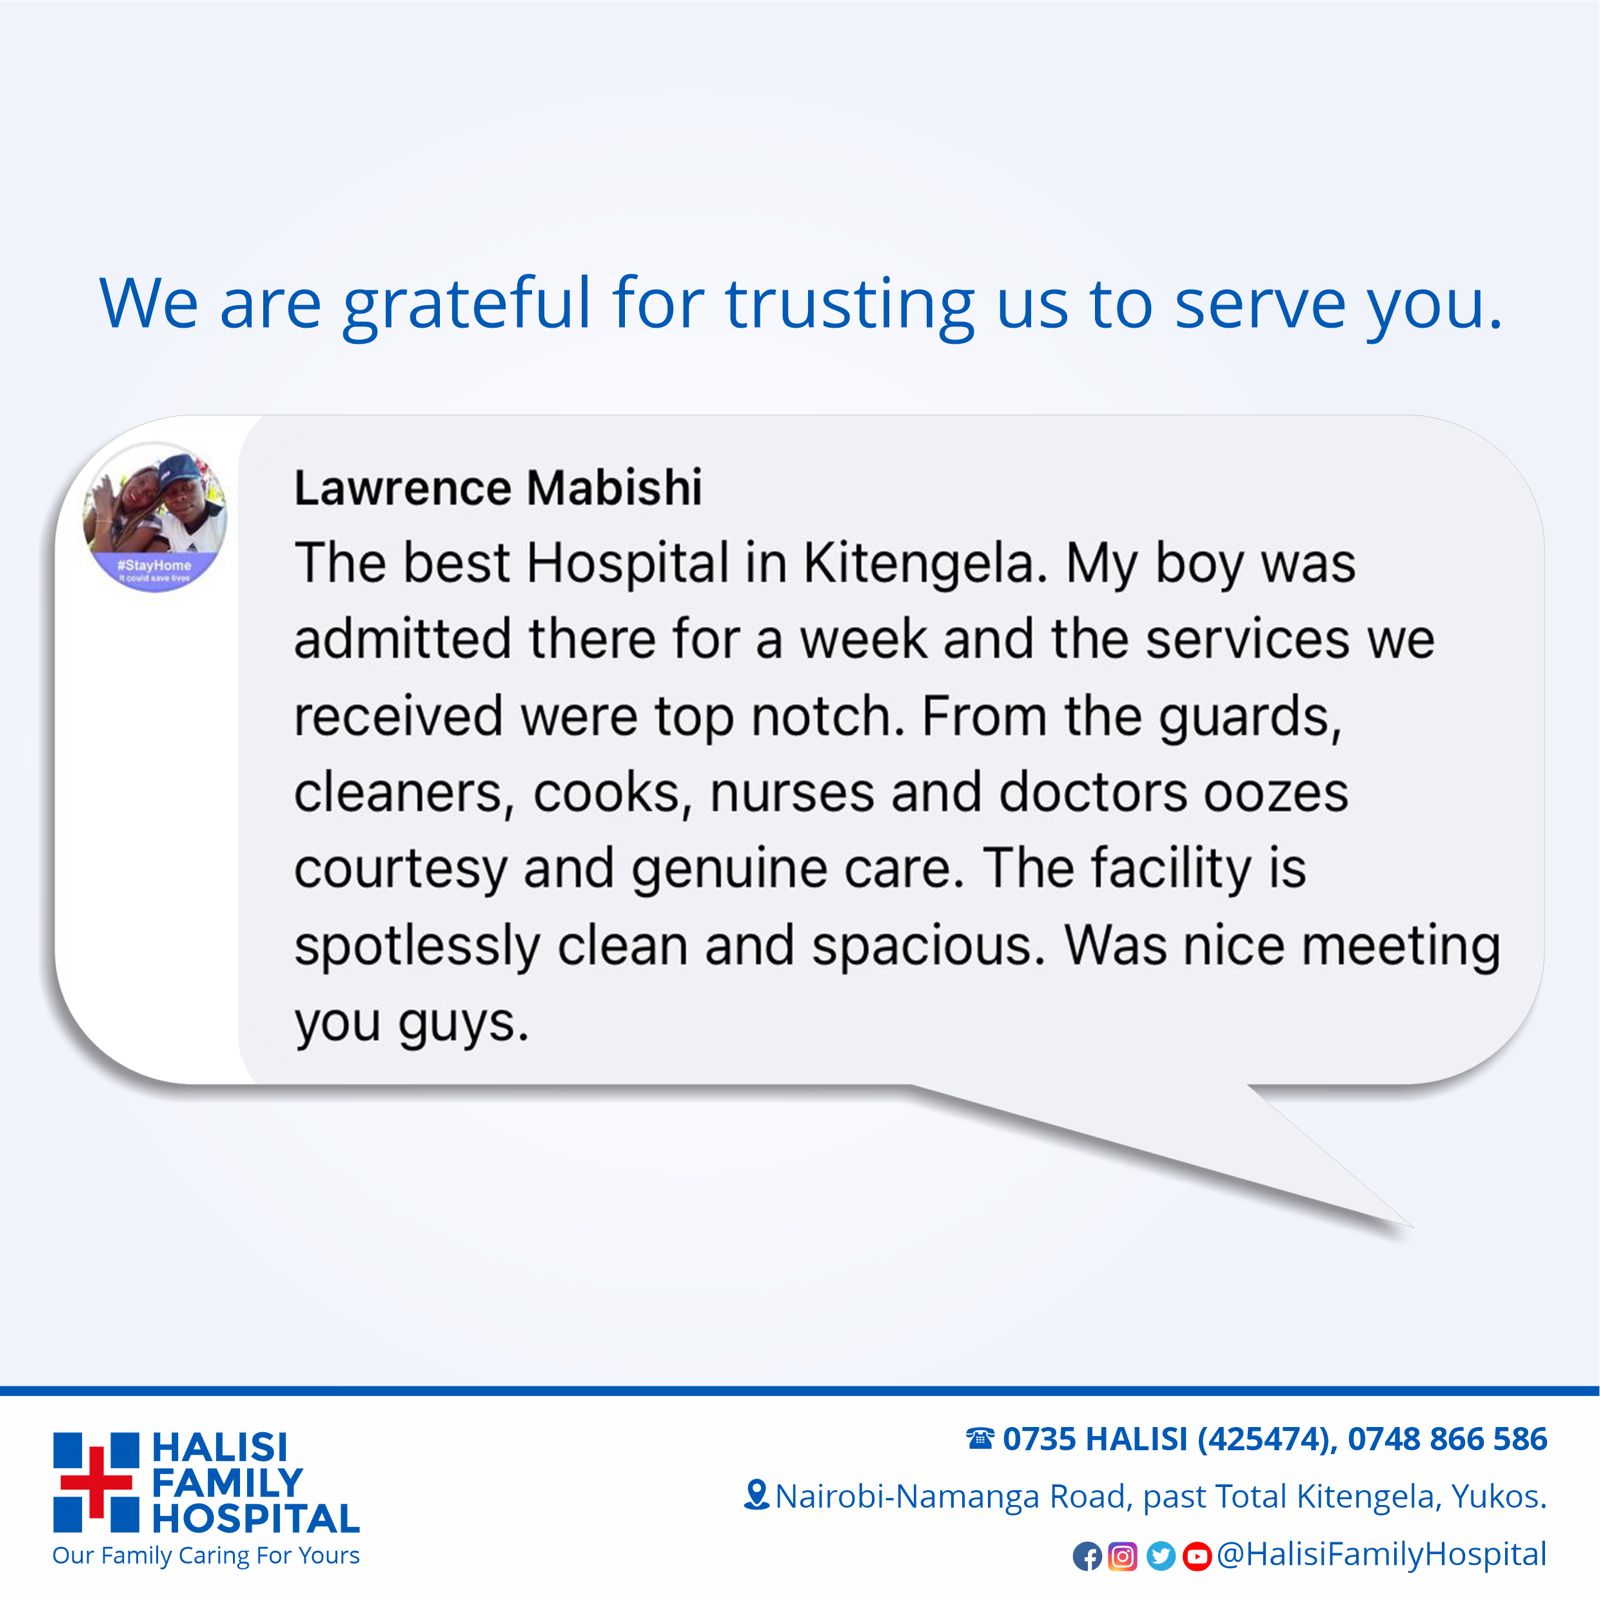 We are grateful for trusting us to serve you.
#StayHome
It could save lives
Lawrence Mabishi
The best Hospital in Kitengela. My boy was
admitted there for a week and the services we
received were top notch. From the guards,
cleaners, cooks, nurses and doctors oozes
courtesy and genuine care. The facility is
spotlessly clean and spacious. Was nice meeting
you guys.
HALISI
FAMILY
HOSPITAL
Our Family Caring For Yours
0735 HALISI (425474), 0748 866 586
Nairobi-Namanga Road, past Total Kitengela, Yukos.
@HalisiFamilyHospital